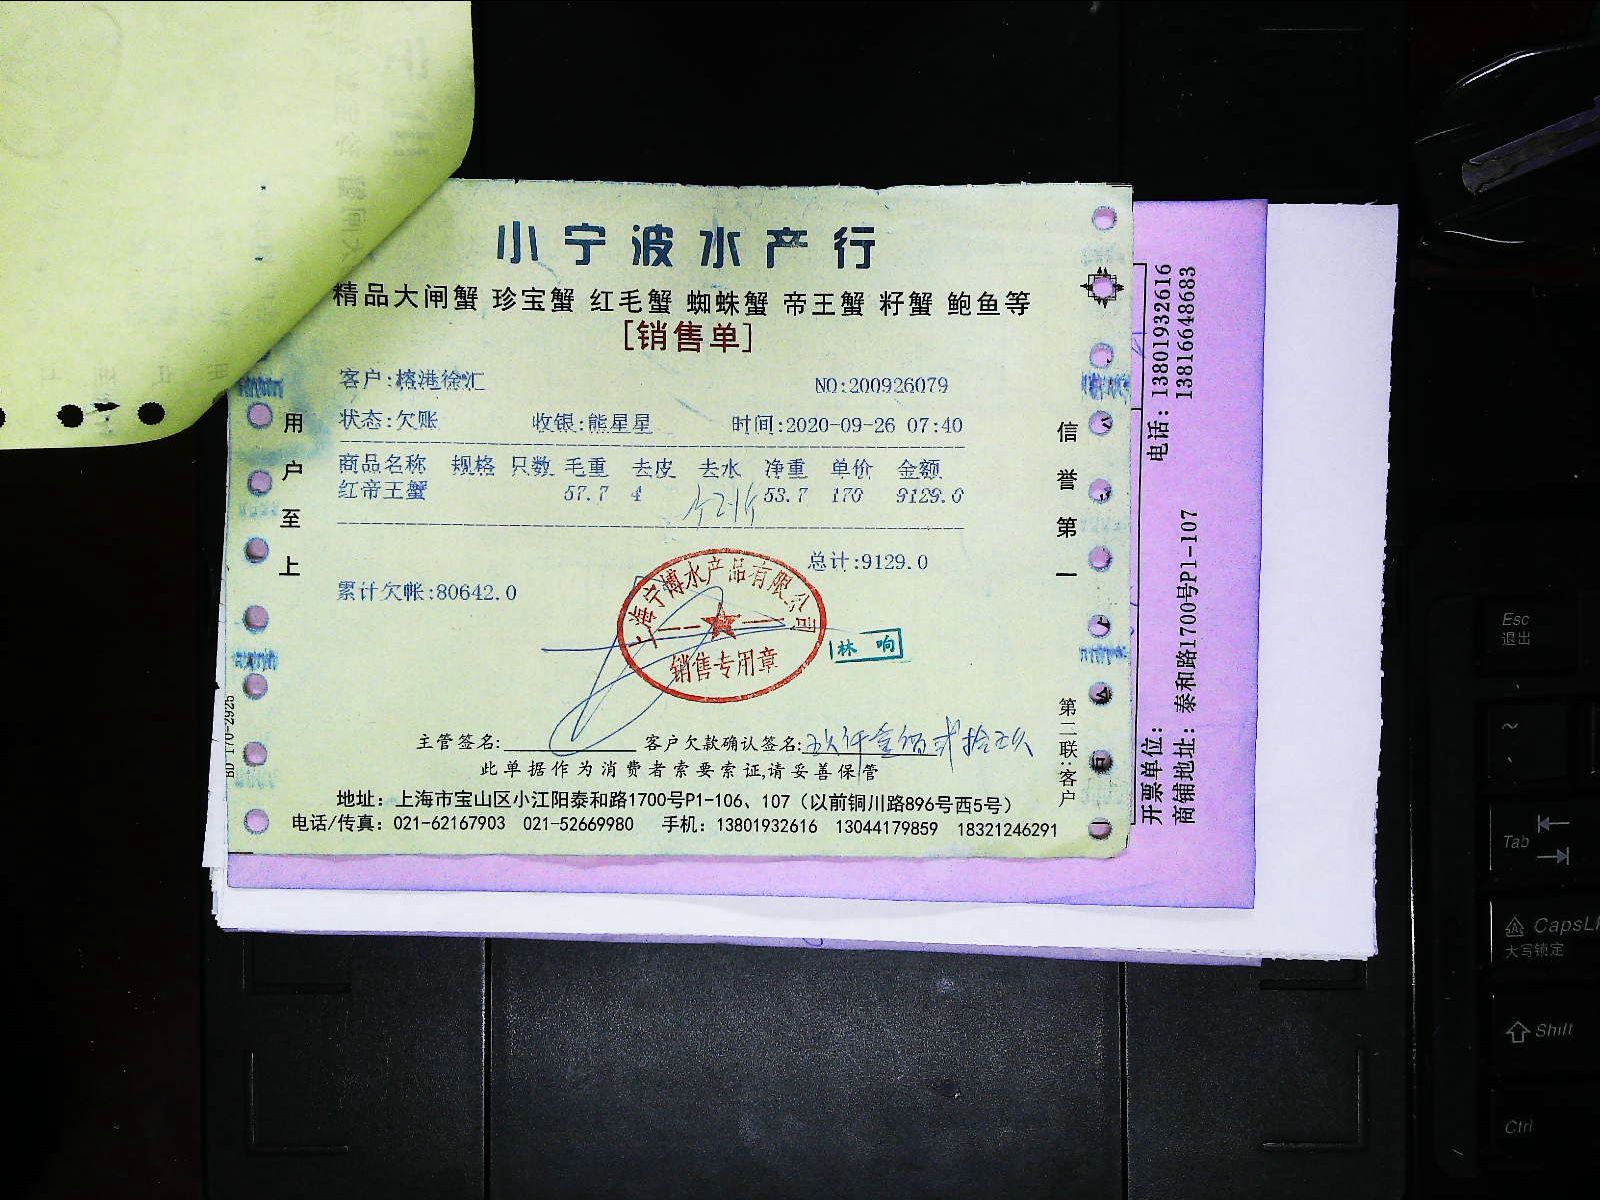 小宁波水产行
精品大闸蟹 珍宝蟹 红毛蟹 蜘蛛蟹 帝王蟹 籽蟹 鲍鱼等
[销售单]
客户:榕港徐汇 NO:200926079
状态:欠账 收银:熊星星 时间:2020-09-26 07:40
商品名称 规格 只数 毛重 去皮 去水 净重 单价 金额
红帝王蟹 57.7 4 53.7 170 9129.0
总计:9129.0
累计欠帐:80642.0
上海宁溥水产品有限公司
销售专用章
林 响
主管签名: 客户欠款确认签名:玖仟壹佰贰拾玖
此单据作为消费者索要索证,请妥善保管
地址：上海市宝山区小江阳泰和路1700号P1-106、107（以前铜川路896号西5号）
电话/传真：021-62167903 021-52669980 手机：13801932616 13044179859 18321246291
用户至上
信誉第一
第二联:客户
开票单位: 电话：13801932616
商铺地址：泰和路1700号P1-107 13816648683
Esc
退出
~
Tab
大写锁定
Shift
Ctrl